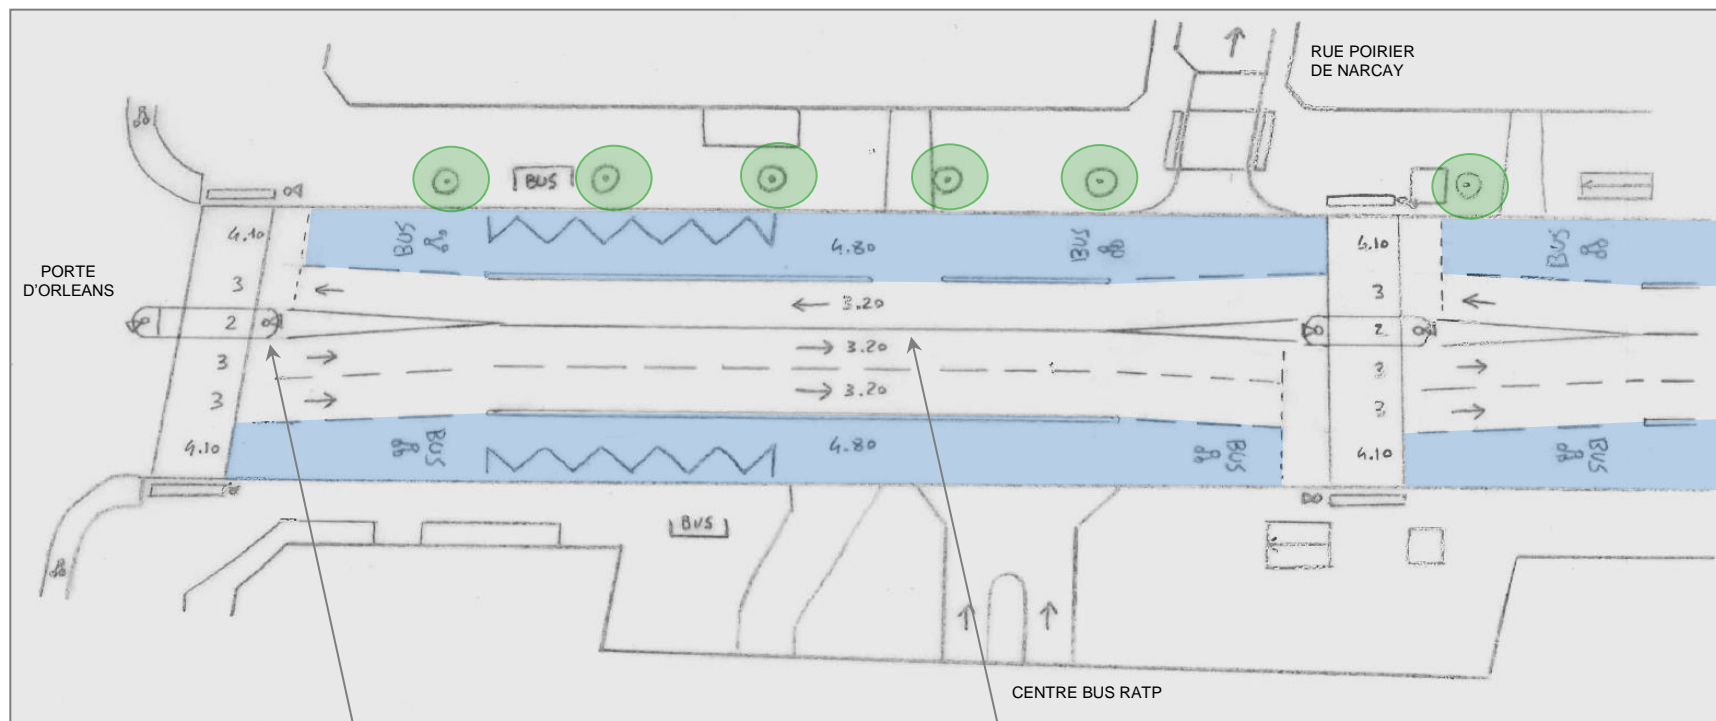 RUE POIRIER
DE NARCAY
BUS
4.10
BUS
4.80
BUS
4.10
BUS
PORTE
D'ORLEANS
3
3.20
3
2
3.20
2
3
3.20
3
3
4.10
BUS
4.80
BUS
4.10
BUS
BUS
CENTRE BUS RATP